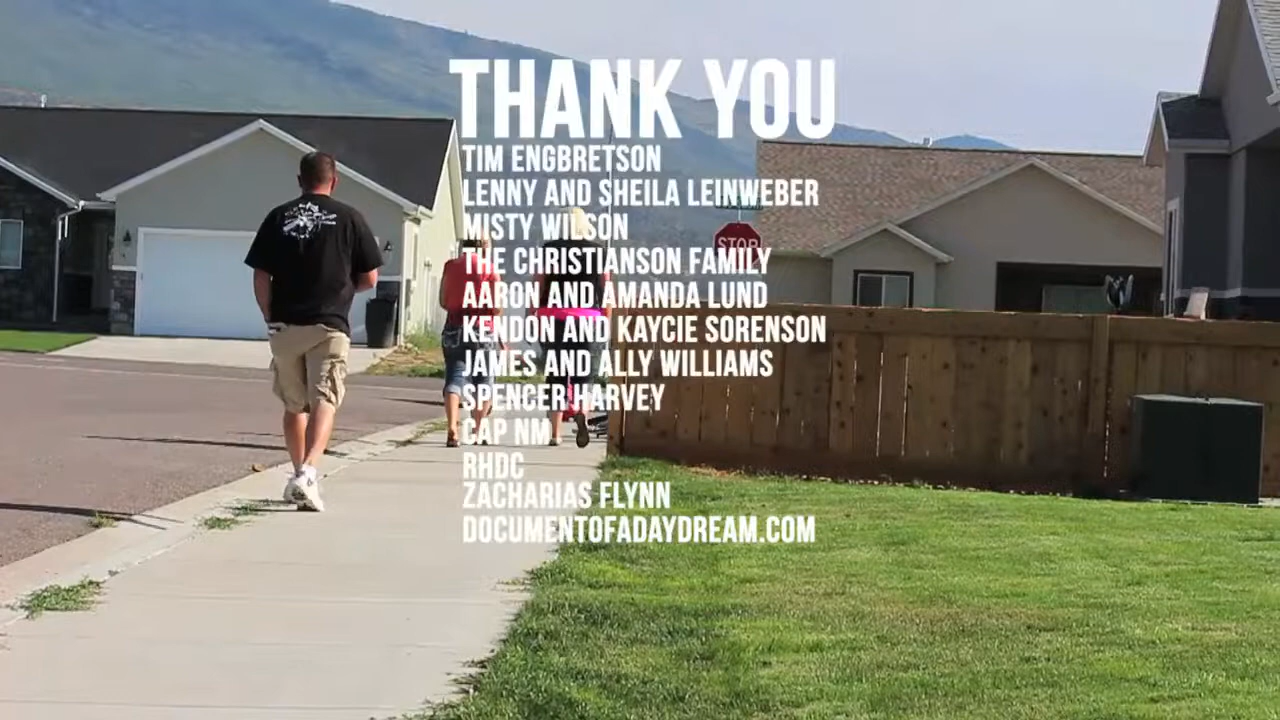 THANK YOU
TIM ENGBRETSON
LENNY AND SHEILA LEINWEBER
MISTY WILSON
STOP
THE CHRISTIANSON FAMILY
AARON AND AMANDA LUND
KENDON AND KAYCIE SORENSON
JAMES AND ALLY WILLIAMS
SPENCER HARVEY
CAP NM
RHDC
ZACHARIAS FLYNN
DOCUMENTOFADAYDREAM.COM